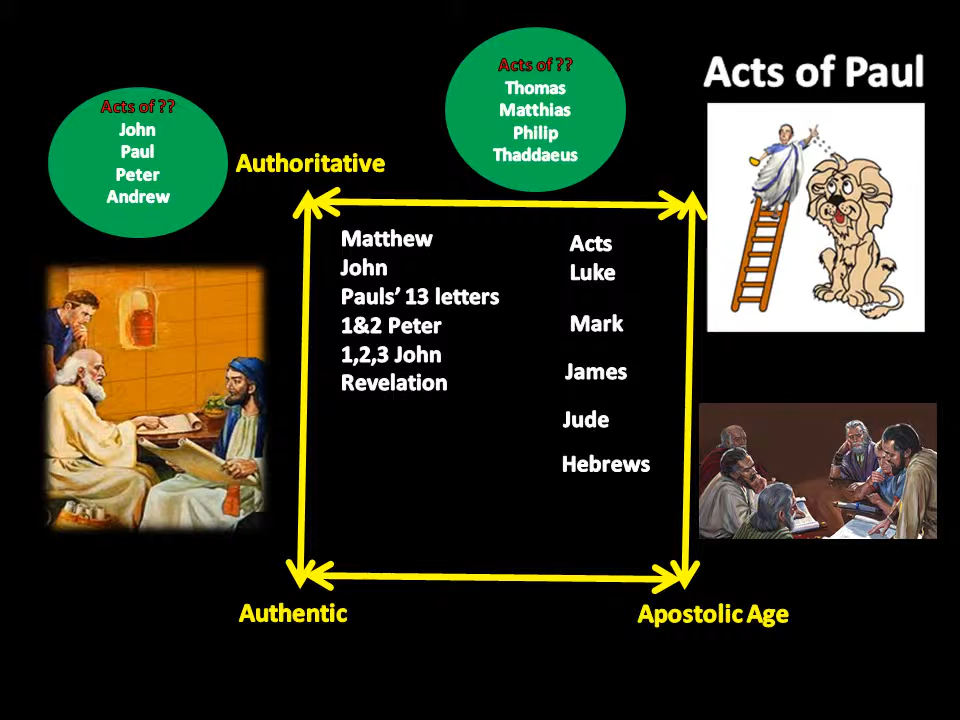 Acts of ??
John
Paul
Peter
Andrew
Acts of ??
Thomas
Matthias
Philip
Thaddaeus
Acts of Paul
Authoritative
Matthew
John
Pauls’ 13 letters
1&2 Peter
1,2,3 John
Revelation
Acts
Luke
Mark
James
Jude
Hebrews
Authentic
Apostolic Age